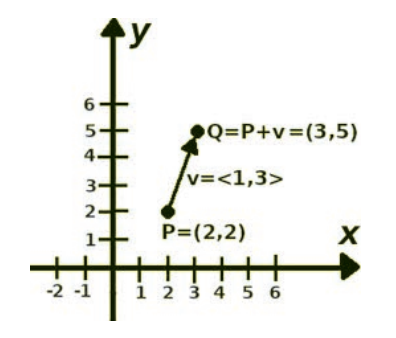 y
6
5 Q=P+v=(3,5)
4
3 v=<1,3>
2
P=(2,2)
1
x
-2 -1 1 2 3 4 5 6